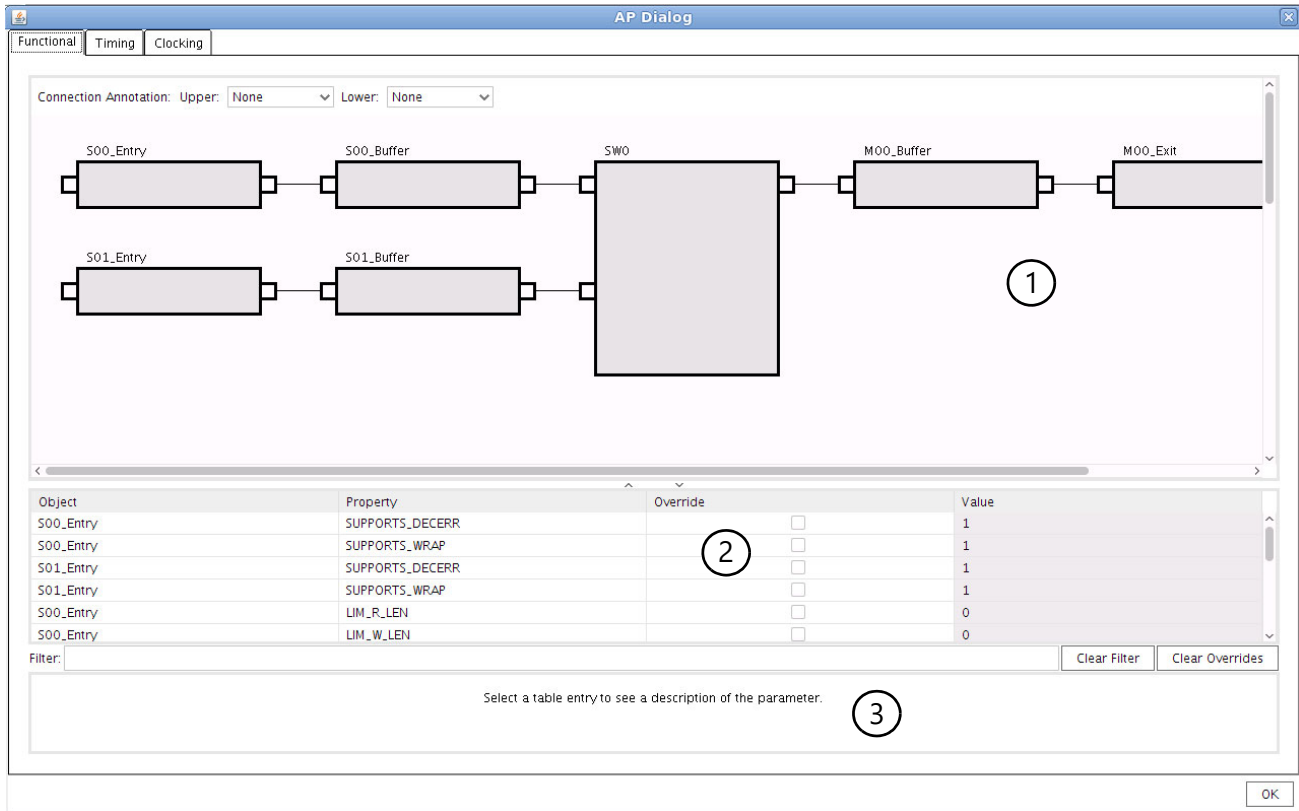 AP Dialog
Functional Timing Clocking
Connection Annotation: Upper: None Lower: None
S00_Entry S00_Buffer SW0 M00_Buffer M00_Exit
S01_Entry S01_Buffer
1
Object Property Override Value
S00_Entry SUPPORTS_DECERR 1
S00_Entry SUPPORTS_WRAP 1
S01_Entry SUPPORTS_DECERR 1
S01_Entry SUPPORTS_WRAP 1
S00_Entry LIM_R_LEN 0
S00_Entry LIM_W_LEN 0
2
Filter: Clear Filter Clear Overrides
Select a table entry to see a description of the parameter.
3
OK